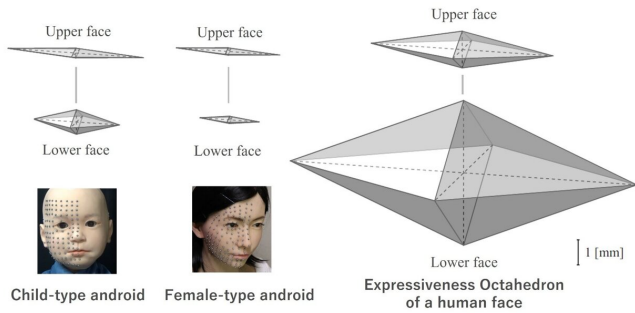 Upper face
Lower face
Child-type android
Upper face
Lower face
Female-type android
Upper face
Lower face
1 [mm]
Expressiveness Octahedron
of a human face